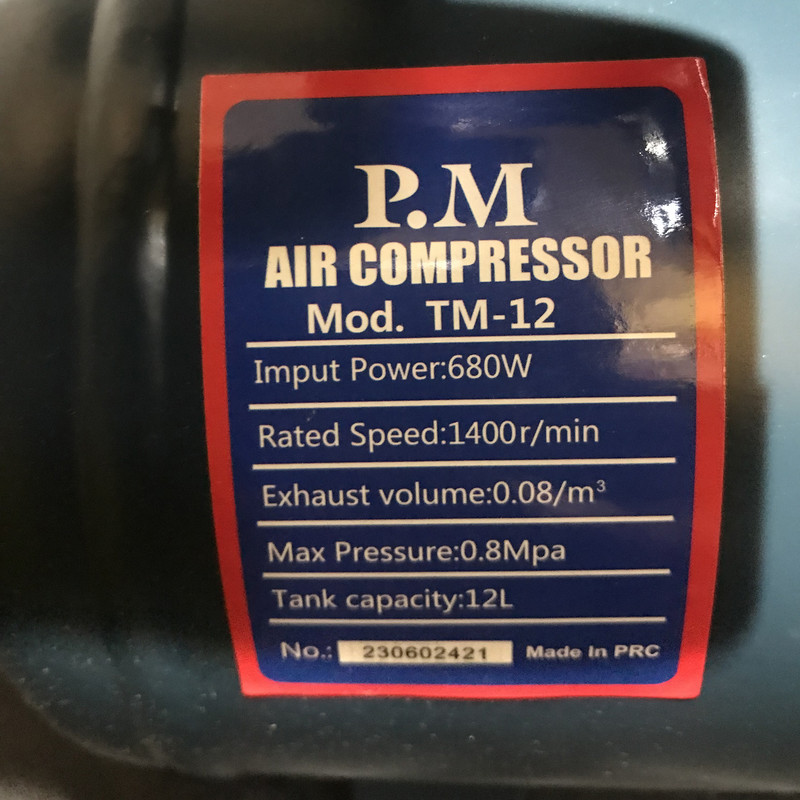 P.M
AIR COMPRESSOR
Mod. TM-12
Imput Power:680W
Rated Speed:1400r/min
Exhaust volume:0.08/m³
Max Pressure:0.8Mpa
Tank capacity:12L
No.: 230602421 Made In PRC